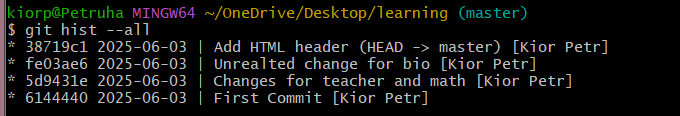 kiorp@Petruha MINGW64 ~/OneDrive/Desktop/learning (master)
$ git hist --all
* 38719c1 2025-06-03 | Add HTML header (HEAD -> master) [Kior Petr]
* fe03ae6 2025-06-03 | Unrealted change for bio [Kior Petr]
* 5d9431e 2025-06-03 | Changes for teacher and math [Kior Petr]
* 6144440 2025-06-03 | First Commit [Kior Petr]